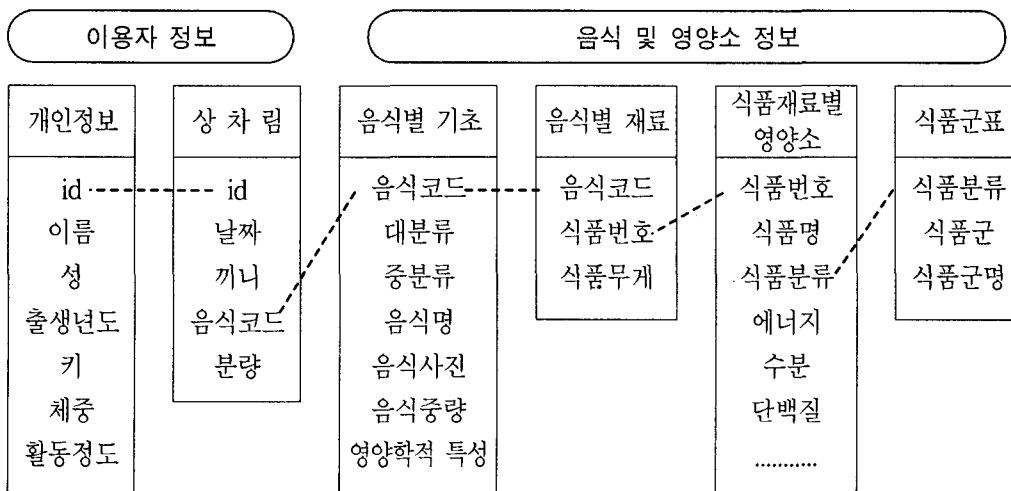 이용자 정보
음식 및 영양소 정보
개인정보
id
이름
성
출생년도
키
체중
활동정도
상 차 림
id
날짜
끼니
음식코드
분량
음식별 기초
음식코드
대분류
중분류
음식명
음식사진
음식중량
영양학적 특성
음식별 재료
음식코드
식품번호
식품무게
식품재료별
영양소
식품번호
식품명
식품분류
에너지
수분
단백질
...........
식품군표
식품분류
식품군
식품군명